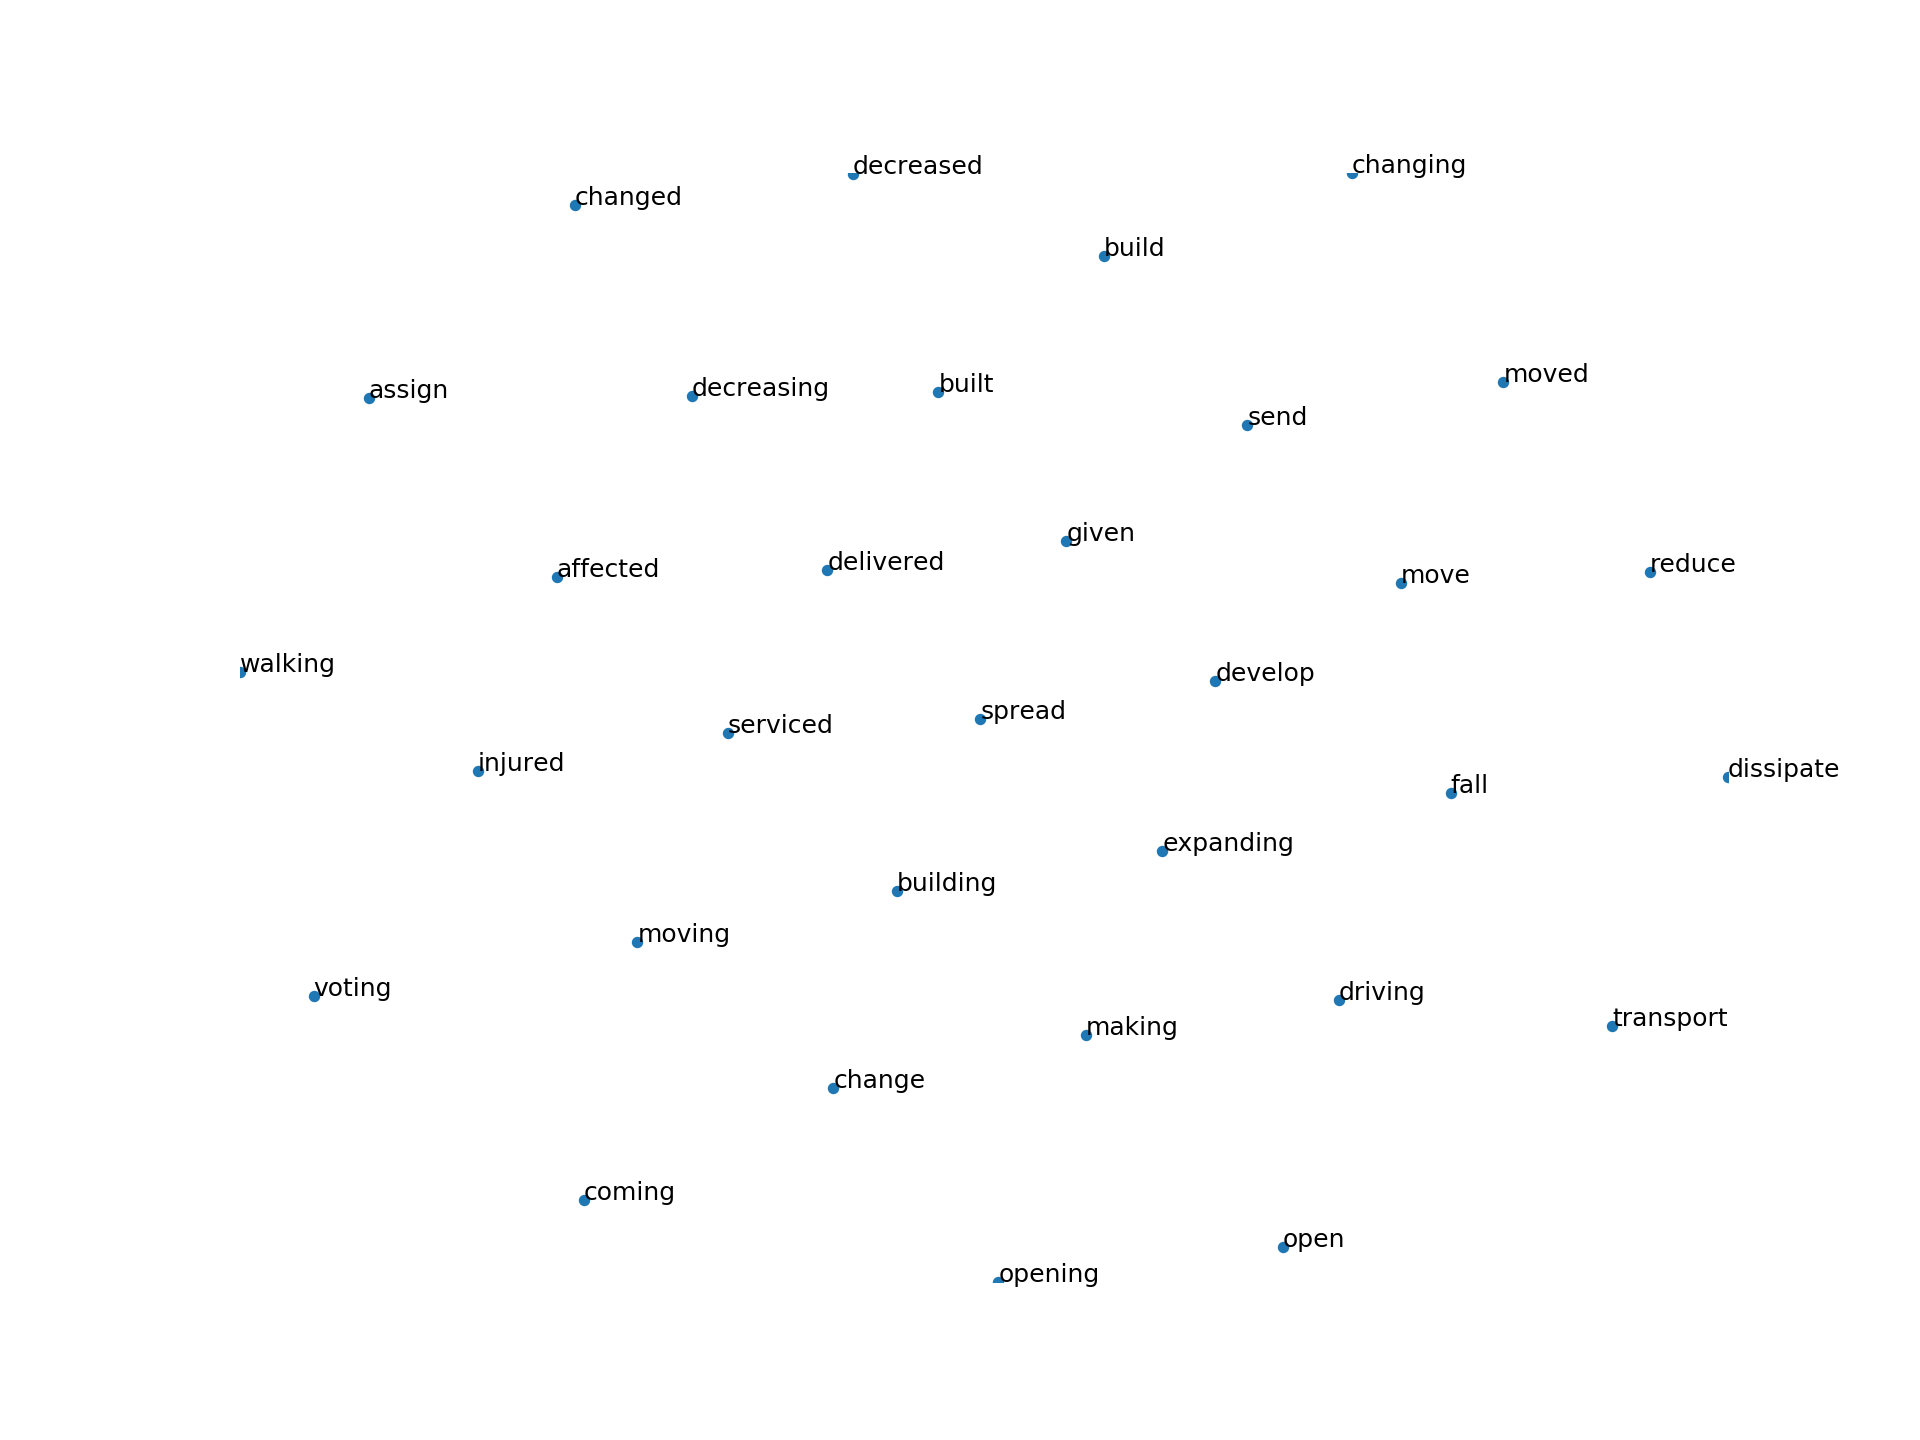 changing
decreased
changed
build
moved
built
decreasing
assign
send
given
delivered
reduce
affected
move
walking
develop
spread
serviced
injured
dissipate
fall
expanding
building
moving
voting
driving
transport
making
change
coming
open
opening